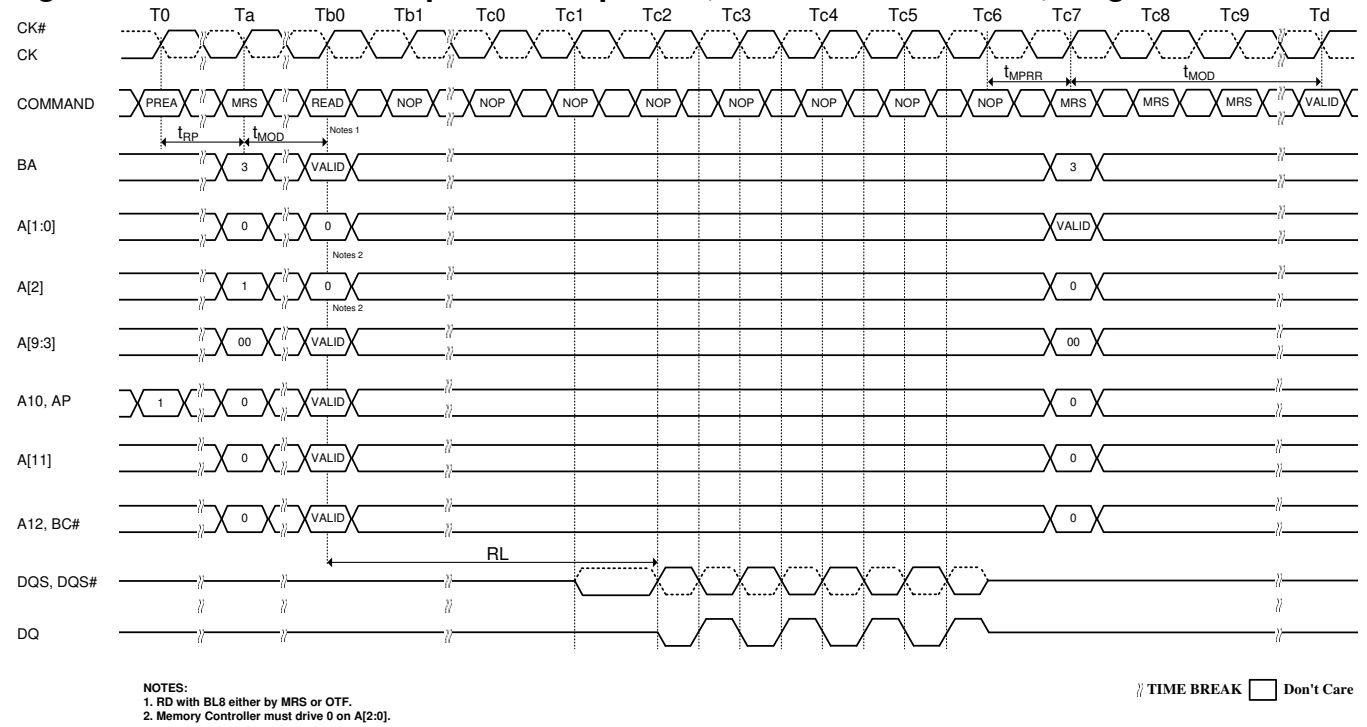 T0 Ta Tb0 Tb1 Tc0 Tc1 Tc2 Tc3 Tc4 Tc5 Tc6 Tc7 Tc8 Tc9 Td
CK#
CK
tMPRR tMOD
COMMAND PREA MRS READ NOP NOP NOP NOP NOP NOP NOP NOP MRS MRS MRS VALID
tRP tMOD Notes 1
BA 3 VALID 3
A[1:0] 0 0 VALID
Notes 2
A[2] 1 0 0
Notes 2
A[9:3] 00 VALID 00
A10, AP 1 0 VALID 0
A[11] 0 VALID 0
A12, BC# 0 VALID 0
RL
DQS, DQS#
DQ
NOTES:
1. RD with BL8 either by MRS or OTF.
2. Memory Controller must drive 0 on A[2:0].
TIME BREAK Don't Care